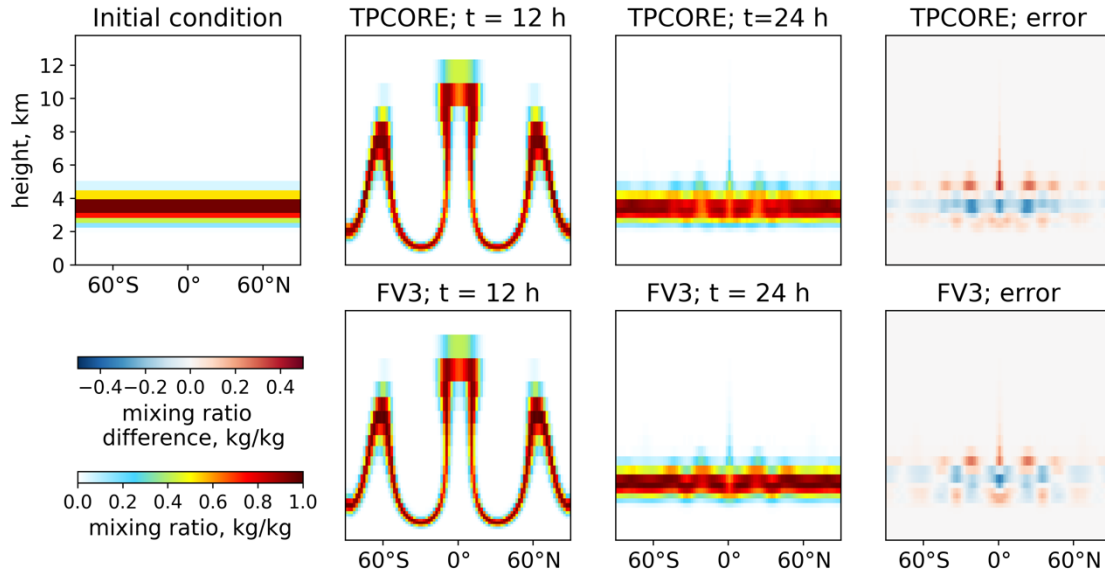 Initial condition
TPCORE; t = 12 h
TPCORE; t=24 h
TPCORE; error
height, km
12
10
8
6
4
2
0
60°S 0° 60°N
FV3; t = 12 h
FV3; t = 24 h
FV3; error
−0.4 −0.2 0.0 0.2 0.4
mixing ratio
difference, kg/kg
0.0 0.2 0.4 0.6 0.8 1.0
mixing ratio, kg/kg
60°S 0° 60°N
60°S 0° 60°N
60°S 0° 60°N